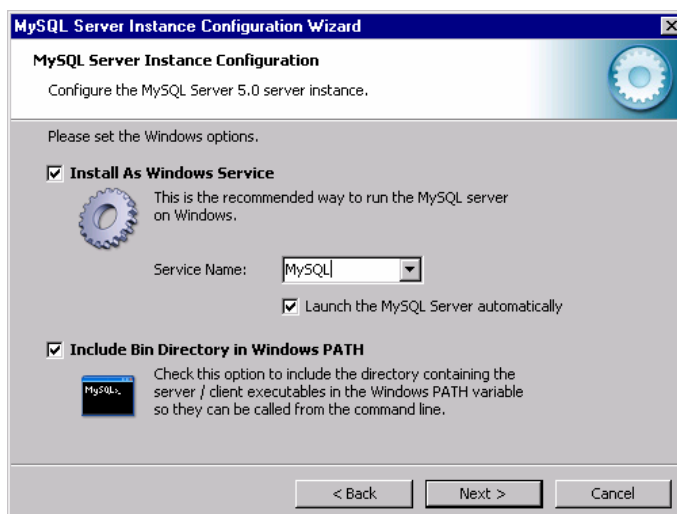 MySQL Server Instance Configuration Wizard
MySQL Server Instance Configuration
Configure the MySQL Server 5.0 server instance.
Please set the Windows options.
Install As Windows Service
This is the recommended way to run the MySQL server
on Windows.
Service Name:
MySQL
Launch the MySQL Server automatically
Include Bin Directory in Windows PATH
MySQL>_
Check this option to include the directory containing the
server / client executables in the Windows PATH variable
so they can be called from the command line.
< Back
Next >
Cancel